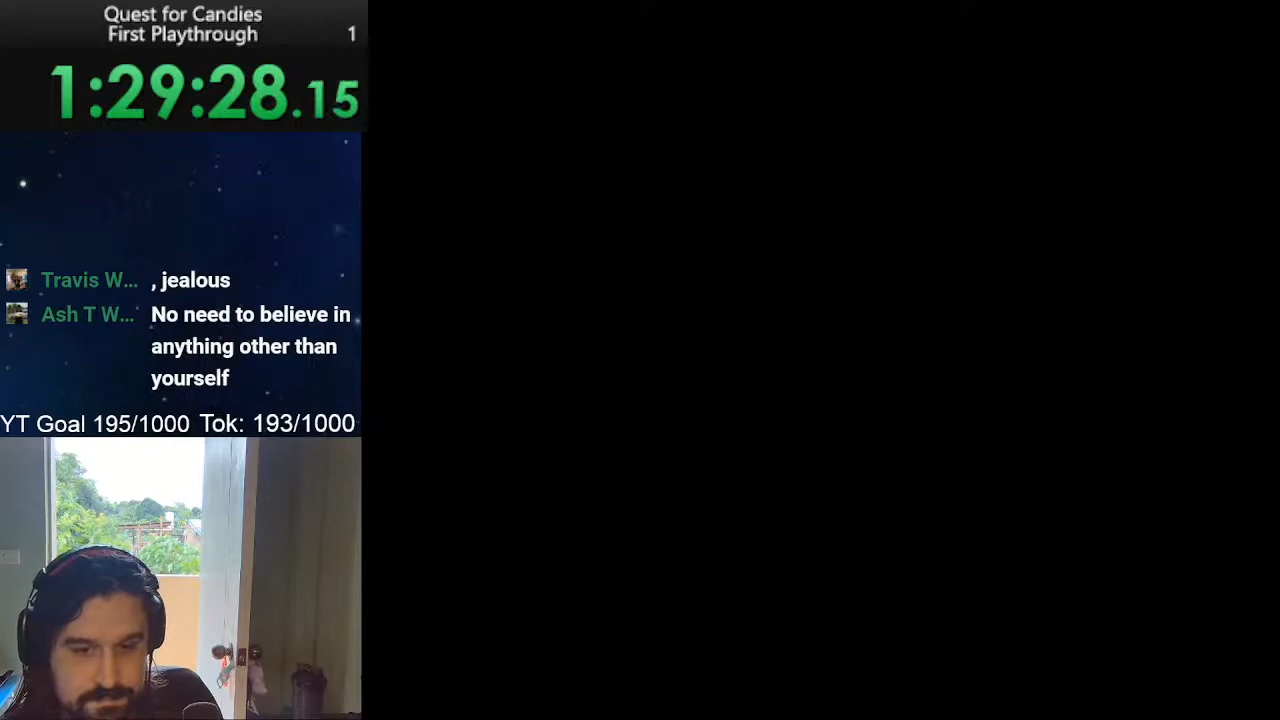 Quest for Candies
First Playthrough 1
1:29:28.15
Travis W... , jealous
Ash T W... No need to believe in
anything other than
yourself
YT Goal 195/1000 Tok: 193/1000